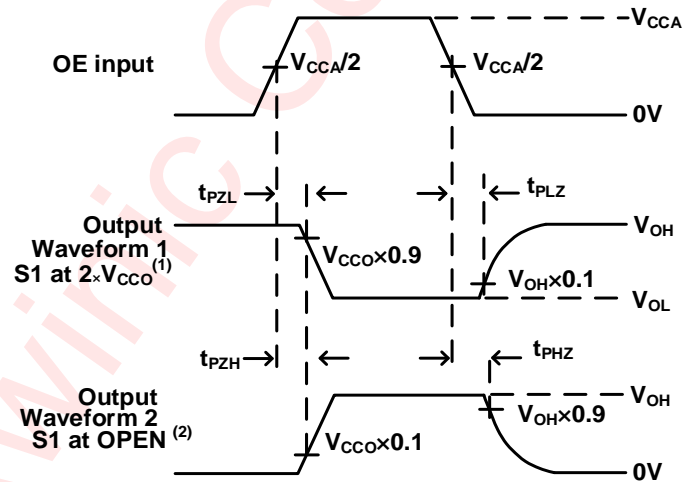 V_CCA
OE input
V_CCA/2
V_CCA/2
0V
t_PZL
t_PLZ
Output
Waveform 1
S1 at 2×V_CCO^(1)
V_CCO×0.9
V_OH×0.1
V_OH
V_OL
t_PZH
t_PHZ
Output
Waveform 2
S1 at OPEN ^(2)
V_CCO×0.1
V_OH×0.9
V_OH
0V
winic Co